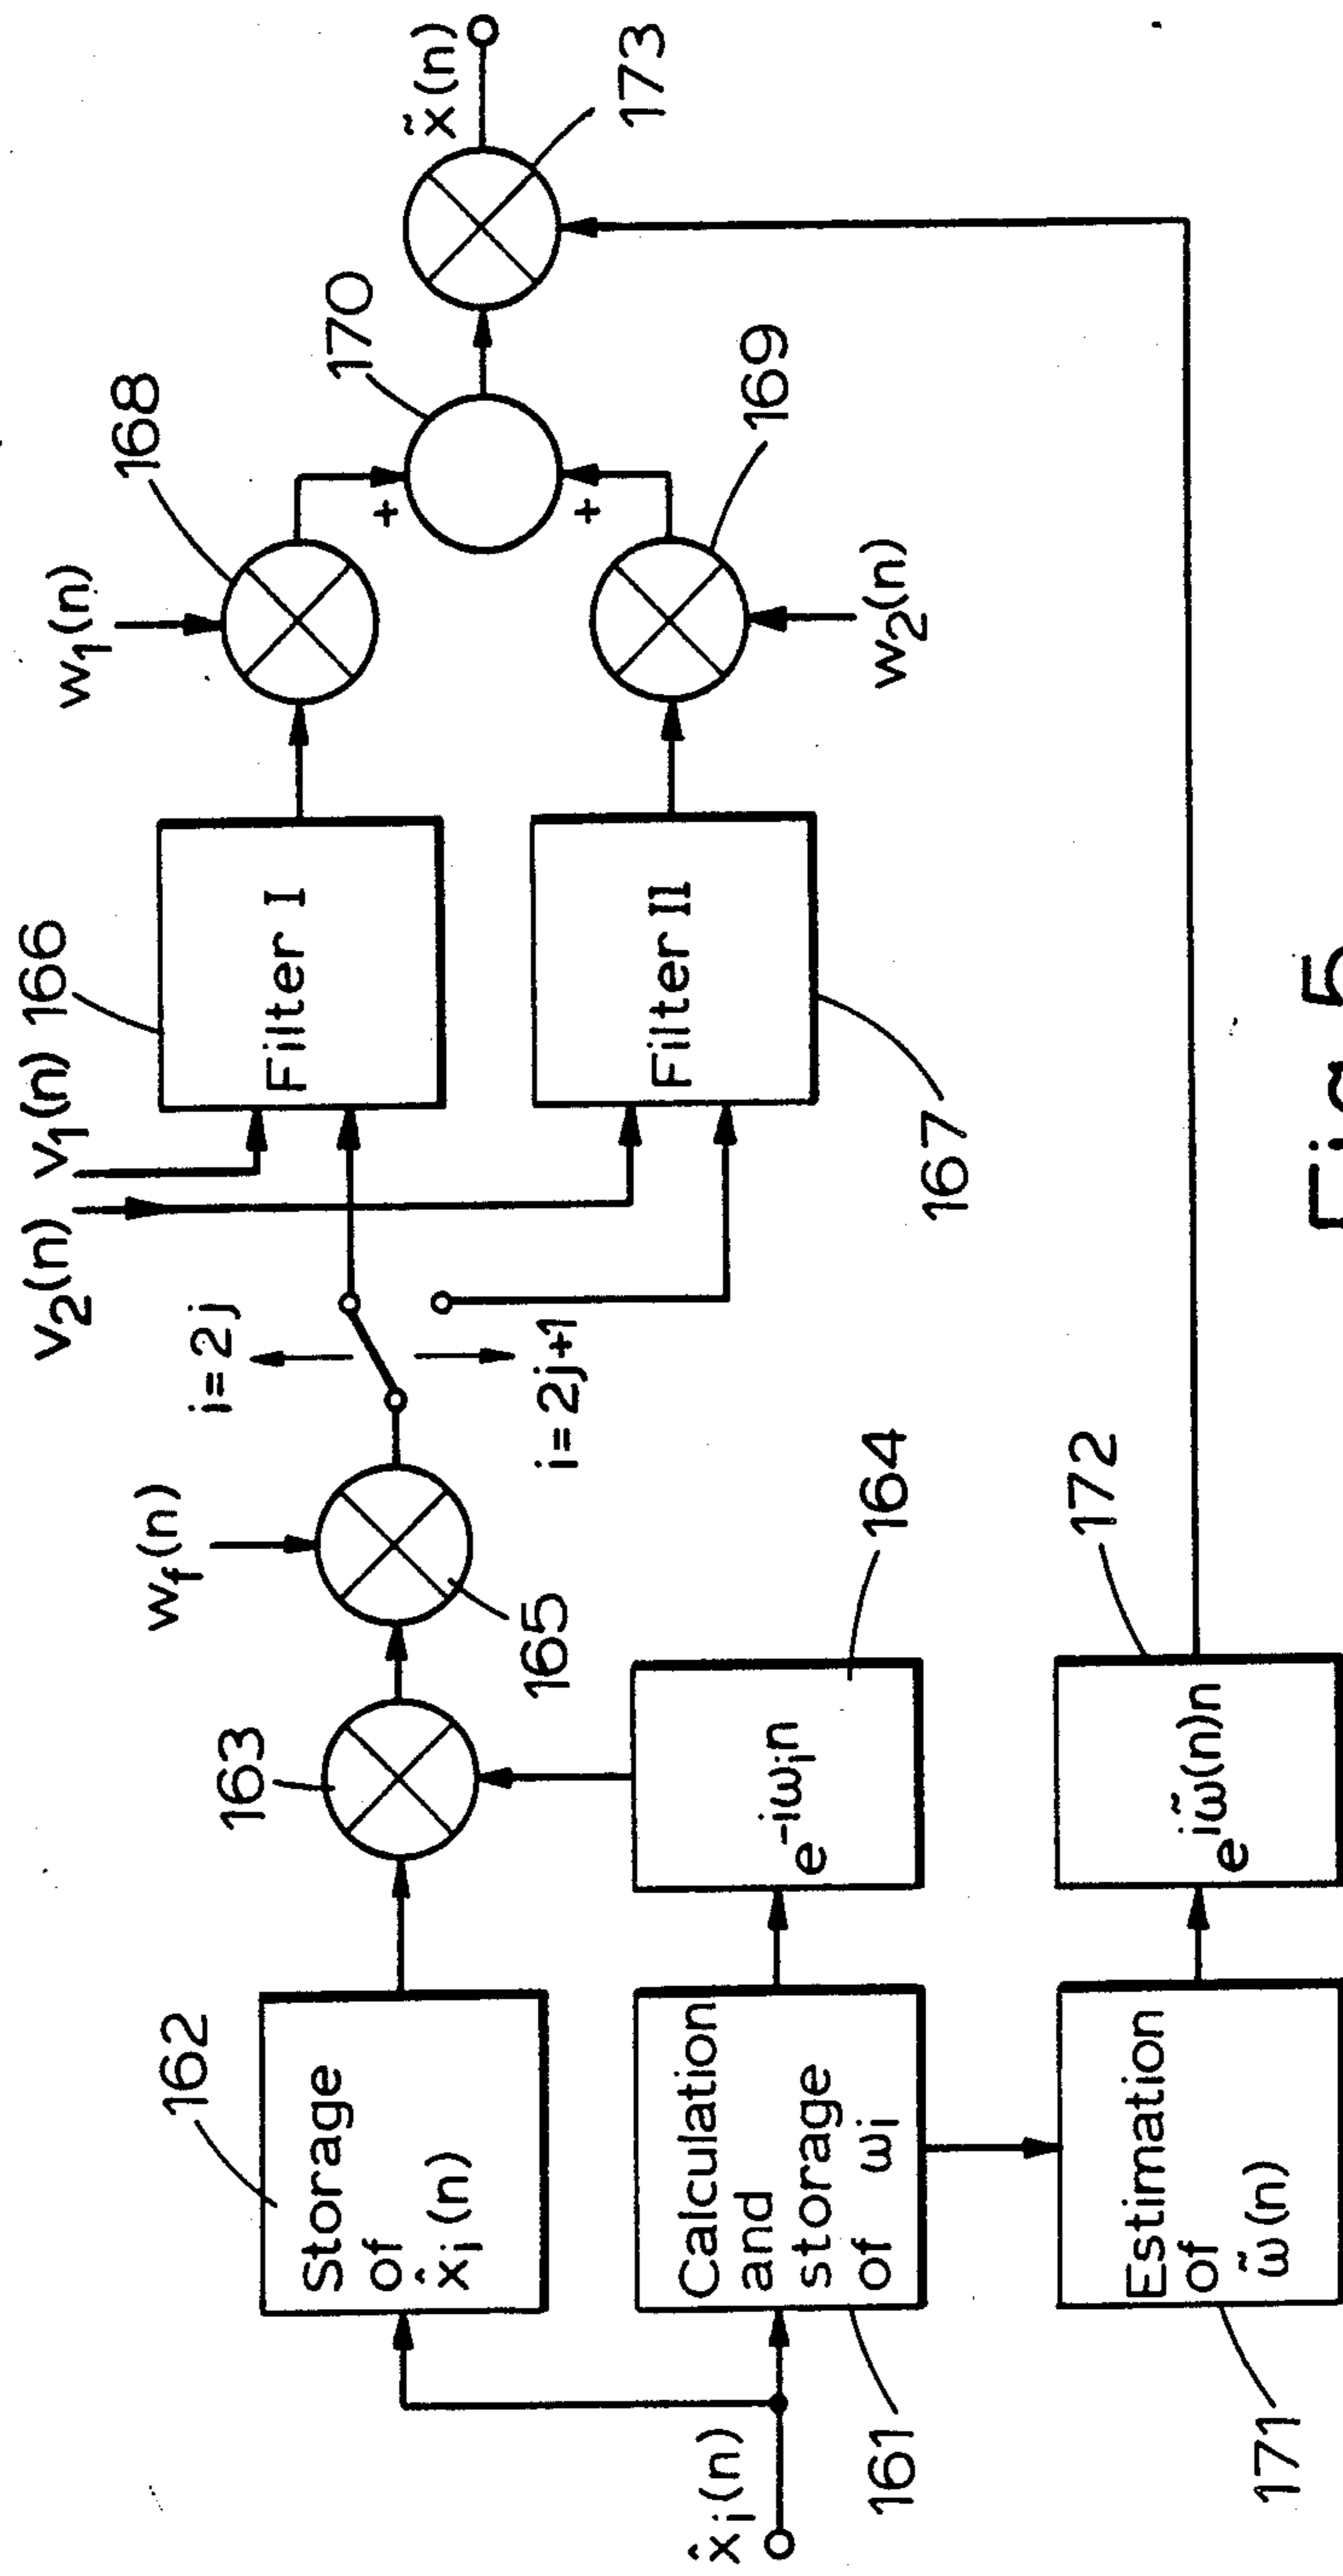 x̂ᵢ(n)
162
Storage
of
x̂ᵢ(n)
161
Calculation
and
storage
of ωᵢ
171
Estimation
of
ω̃(n)
163
e^-iωᵢn
164
e^iω̃(n)n
172
w_f(n)
165
i=2j
i=2j+1
v₂(n)
v₁(n)
166
Filter I
167
Filter II
w₁(n)
168
w₂(n)
169
+
+
170
x̃(n)
173
Fig. 5